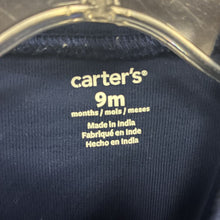 carter's®
9m
months / mois / meses
Made in India
Fabriqué en Inde
Hecho en India